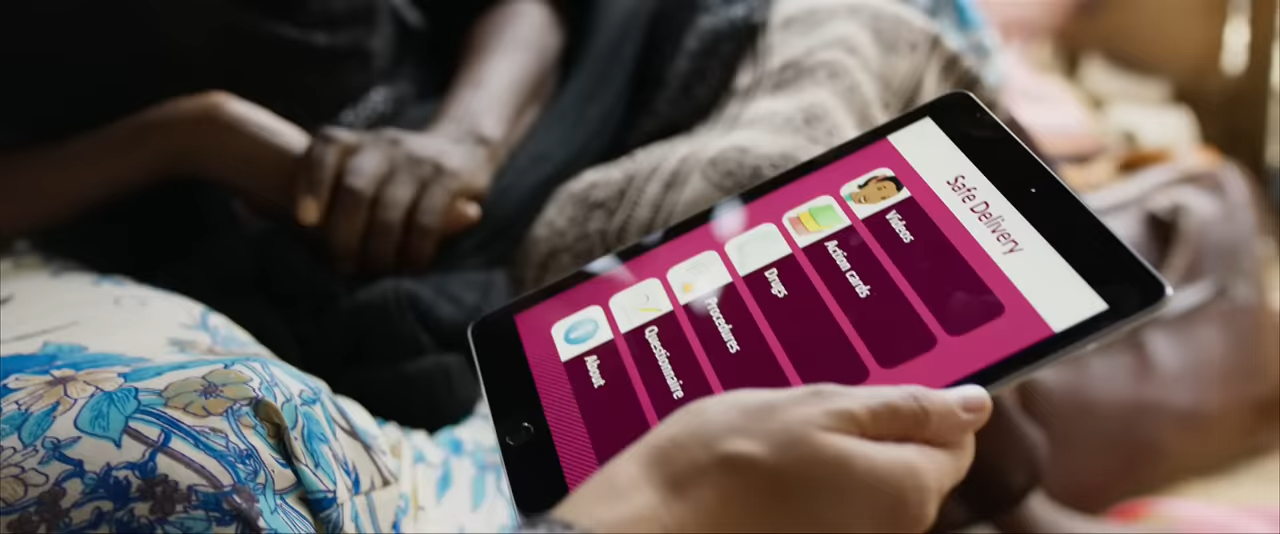 Safe Delivery
Videos
Action cards
Drugs
Procedures
Questionnaire
About